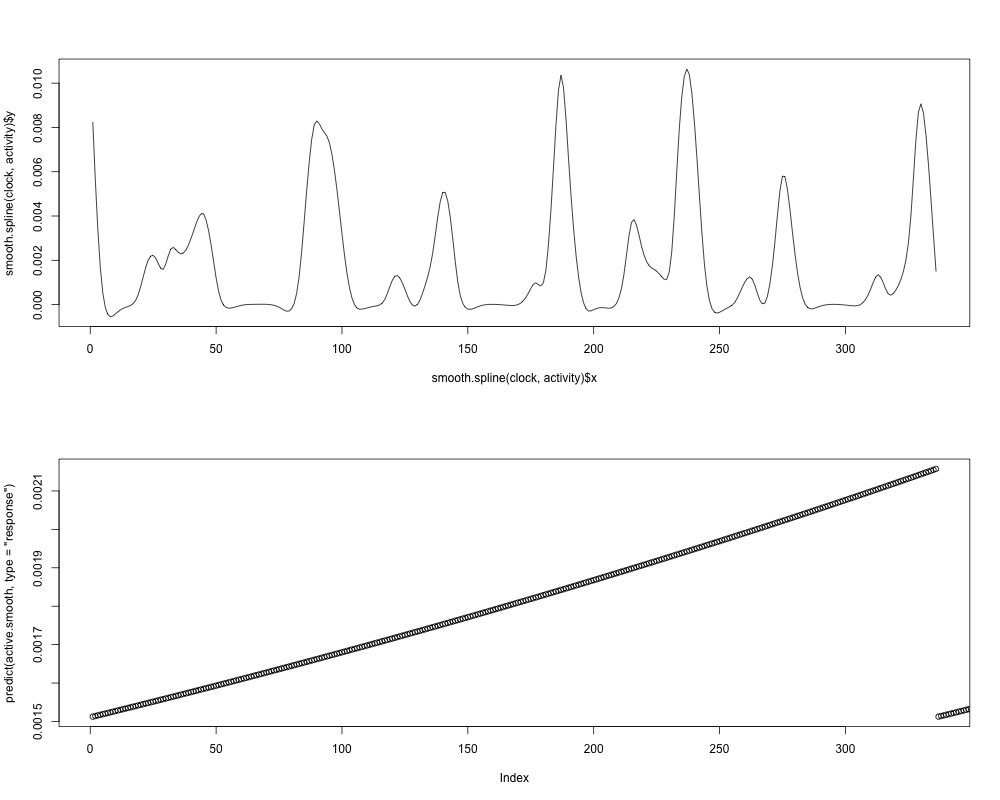 smooth.spline(clock, activity)$y
0.010
0.008
0.006
0.004
0.002
0.000
0 50 100 150 200 250 300
smooth.spline(clock, activity)$x
predict(active.smooth, type = "response")
0.0021
0.0019
0.0017
0.0015
0 50 100 150 200 250 300
Index